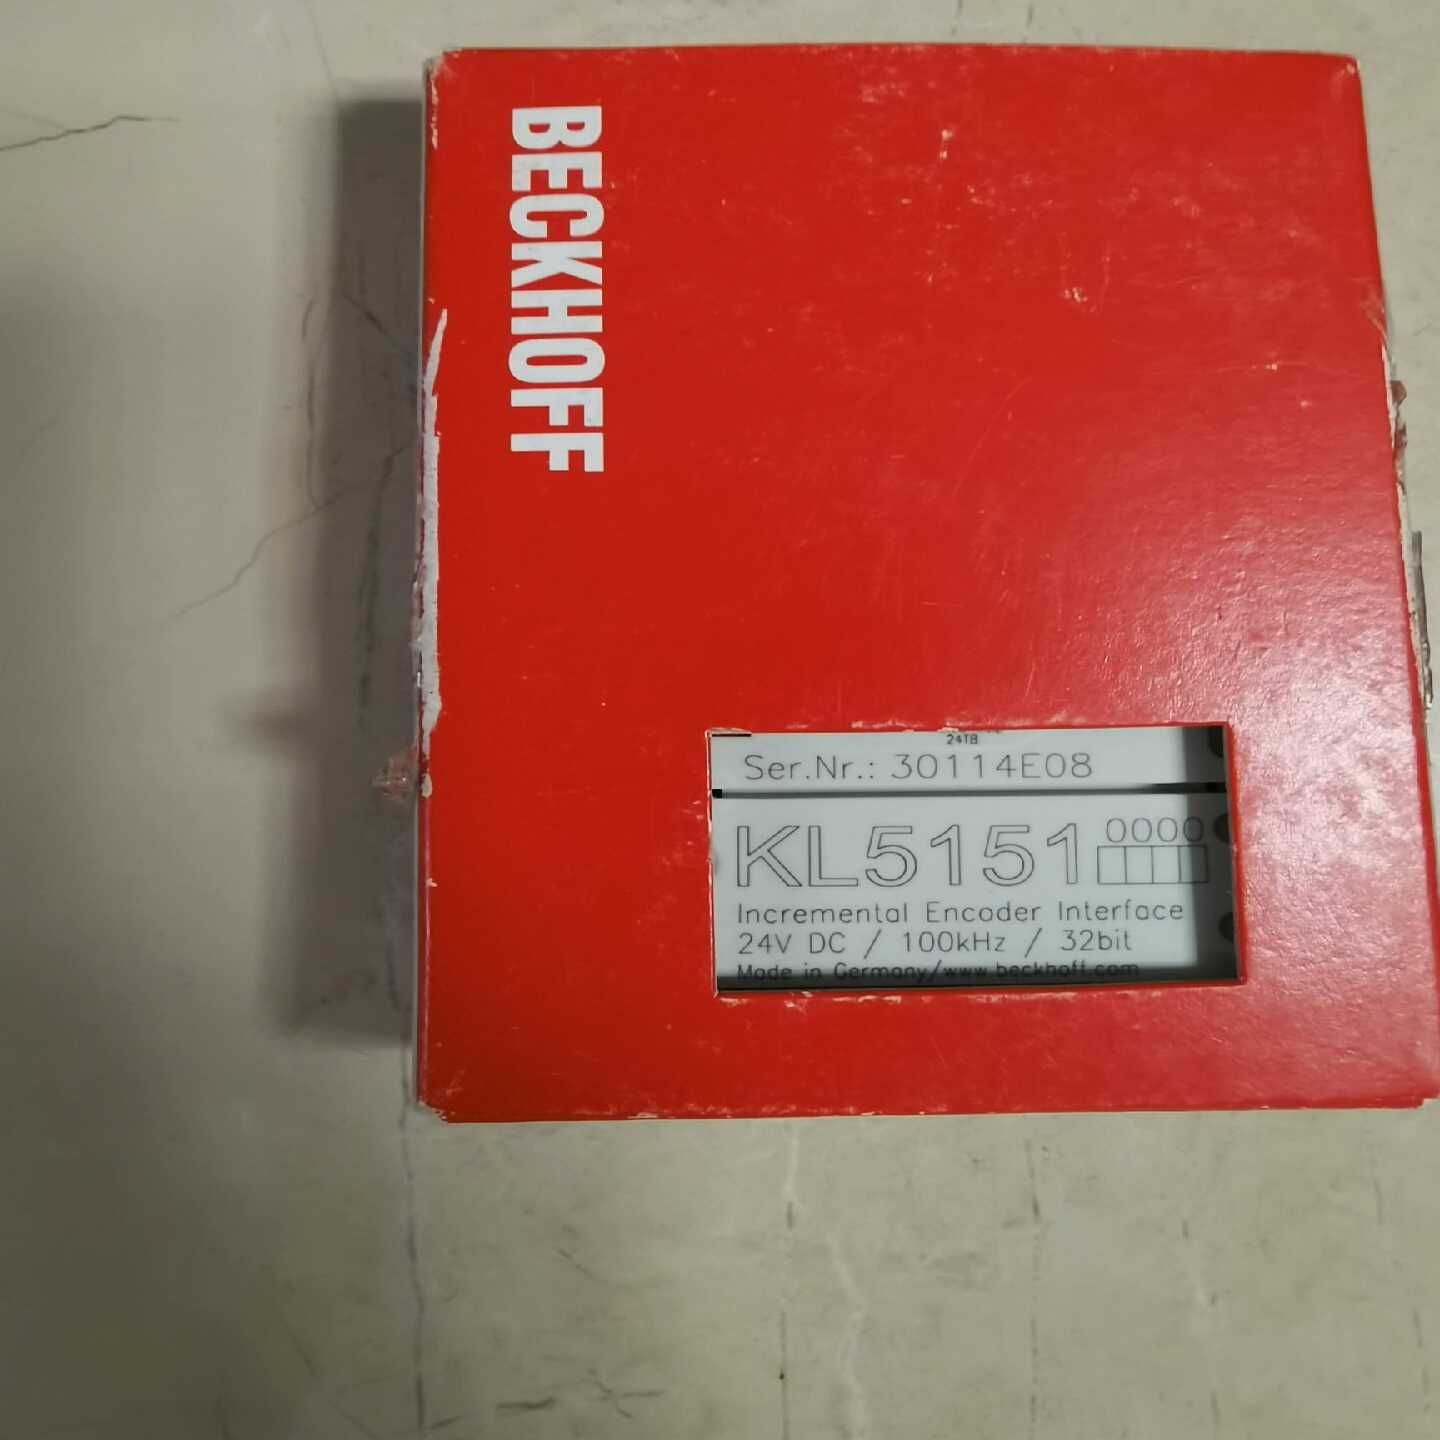 BECKHOFF
24TB
Ser.Nr.: 30114E08
KL5151 0000
Incremental Encoder Interface
24V DC / 100kHz / 32bit
Made in Germany/www.beckhoff.com